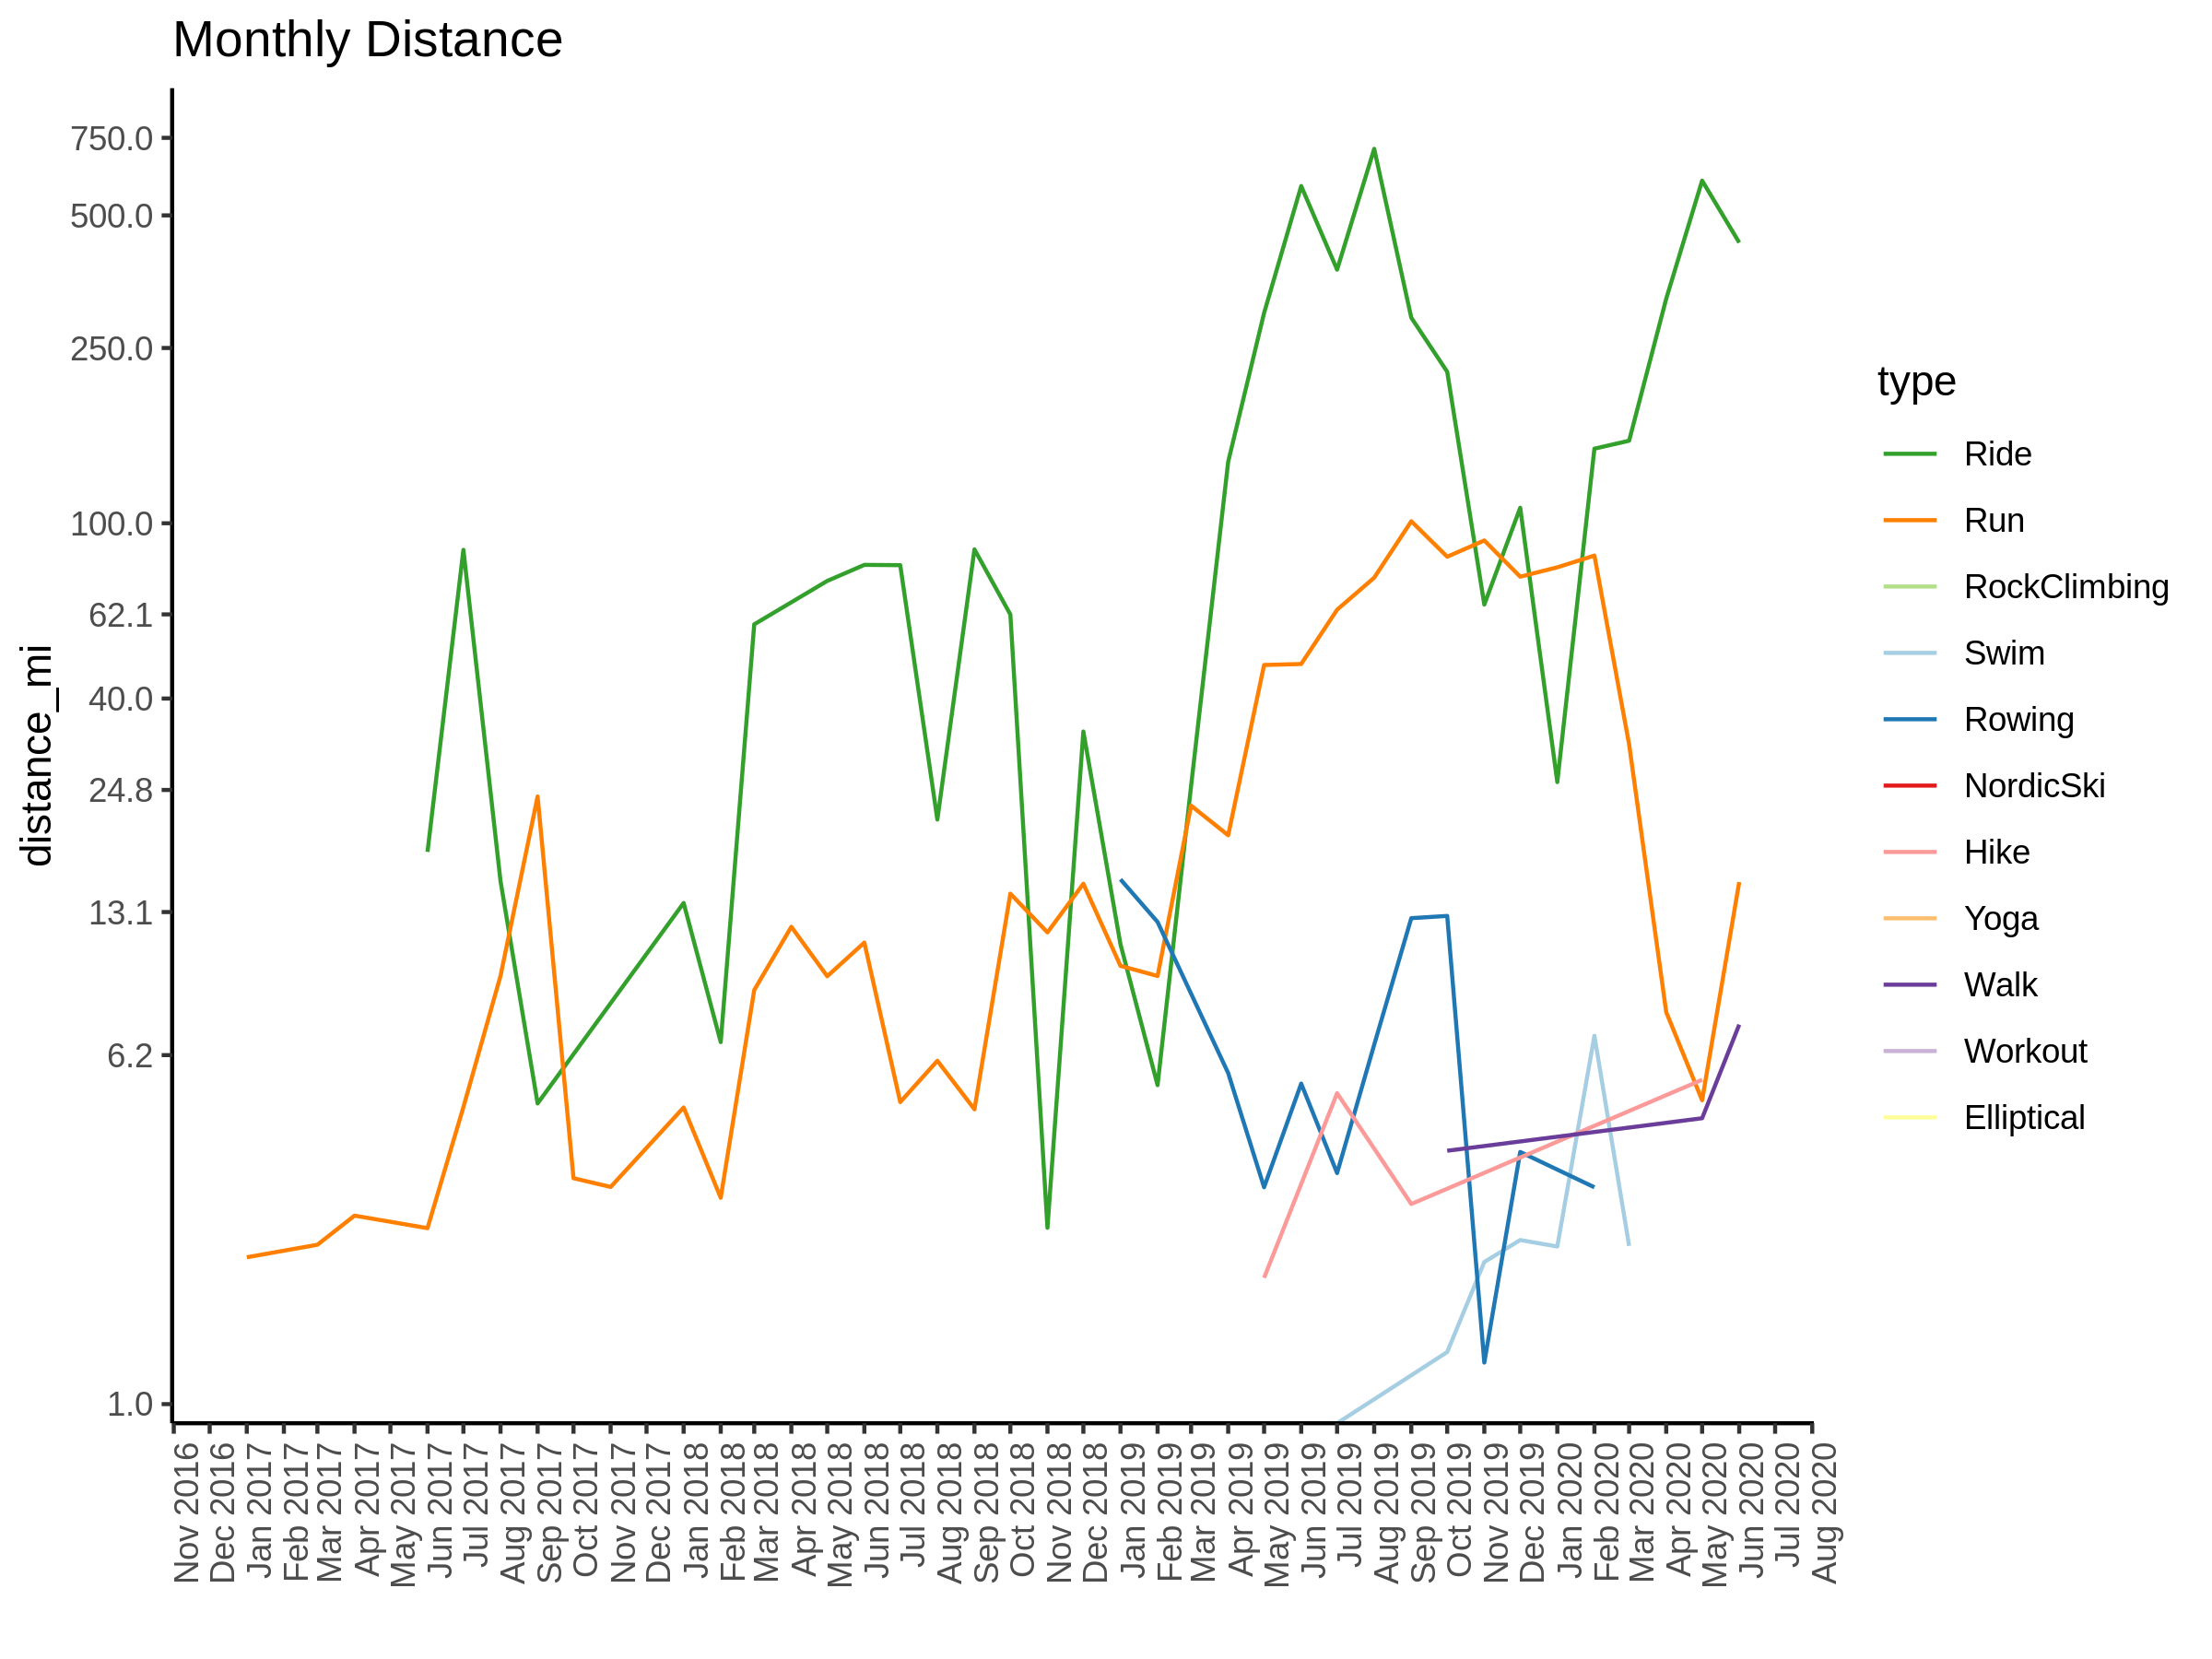 Monthly Distance
distance_mi
750.0
500.0
250.0
100.0
62.1
40.0
24.8
13.1
6.2
1.0
Nov 2016
Dec 2016
Jan 2017
Feb 2017
Mar 2017
Apr 2017
May 2017
Jun 2017
Jul 2017
Aug 2017
Sep 2017
Oct 2017
Nov 2017
Dec 2017
Jan 2018
Feb 2018
Mar 2018
Apr 2018
May 2018
Jun 2018
Jul 2018
Aug 2018
Sep 2018
Oct 2018
Nov 2018
Dec 2018
Jan 2019
Feb 2019
Mar 2019
Apr 2019
May 2019
Jun 2019
Jul 2019
Aug 2019
Sep 2019
Oct 2019
Nov 2019
Dec 2019
Jan 2020
Feb 2020
Mar 2020
Apr 2020
May 2020
Jun 2020
Jul 2020
Aug 2020
type
Ride
Run
RockClimbing
Swim
Rowing
NordicSki
Hike
Yoga
Walk
Workout
Elliptical